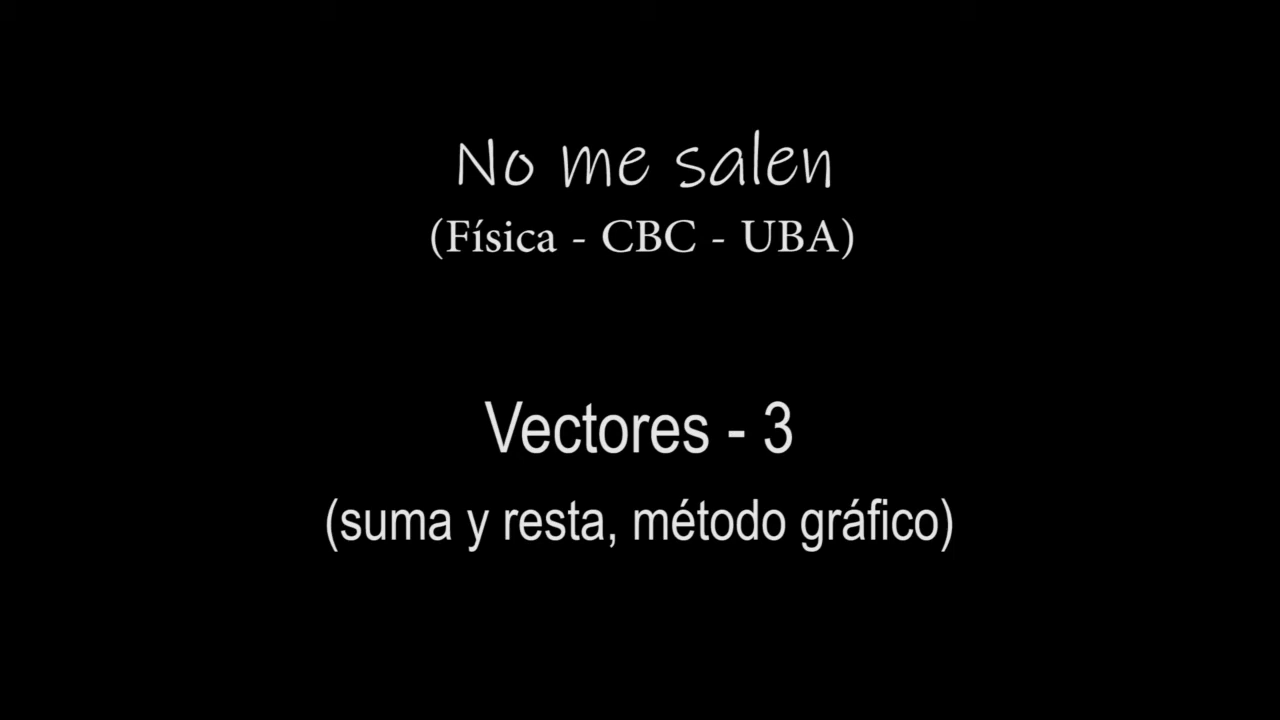 No me salen
(Física - CBC - UBA)
Vectores - 3
(suma y resta, método gráfico)